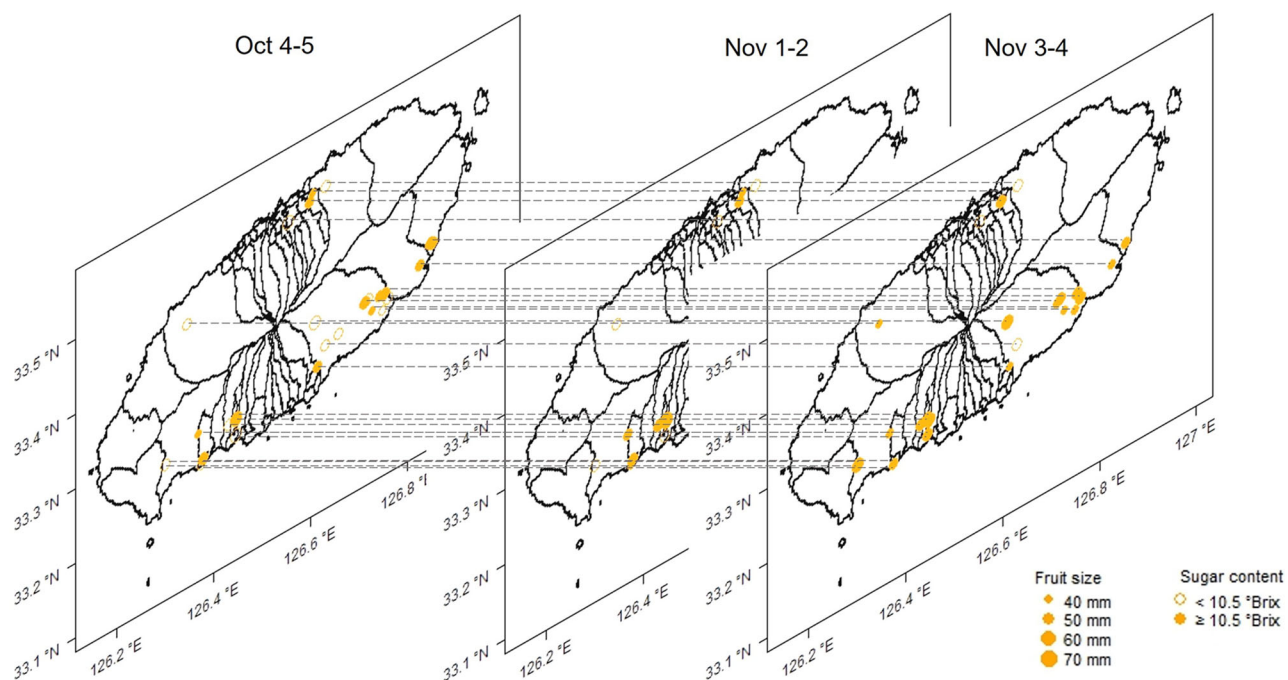 Oct 4-5
Nov 1-2
Nov 3-4
33.5 °N
33.4 °N
33.3 °N
33.2 °N
33.1 °N
126.2 °E
126.4 °E
126.6 °E
126.8 °
33.5 °N
33.4 °N
33.3 °N
33.2 °N
33.1 °N
126.2 °E
126.4 °E
33.5 °N
33.4 °N
33.3 °N
33.2 °N
33.1 °N
126.2 °E
126.4 °E
126.6 °E
126.8 °E
127 °E
Fruit size
40 mm
50 mm
60 mm
70 mm
Sugar content
< 10.5 °Brix
≥ 10.5 °Brix